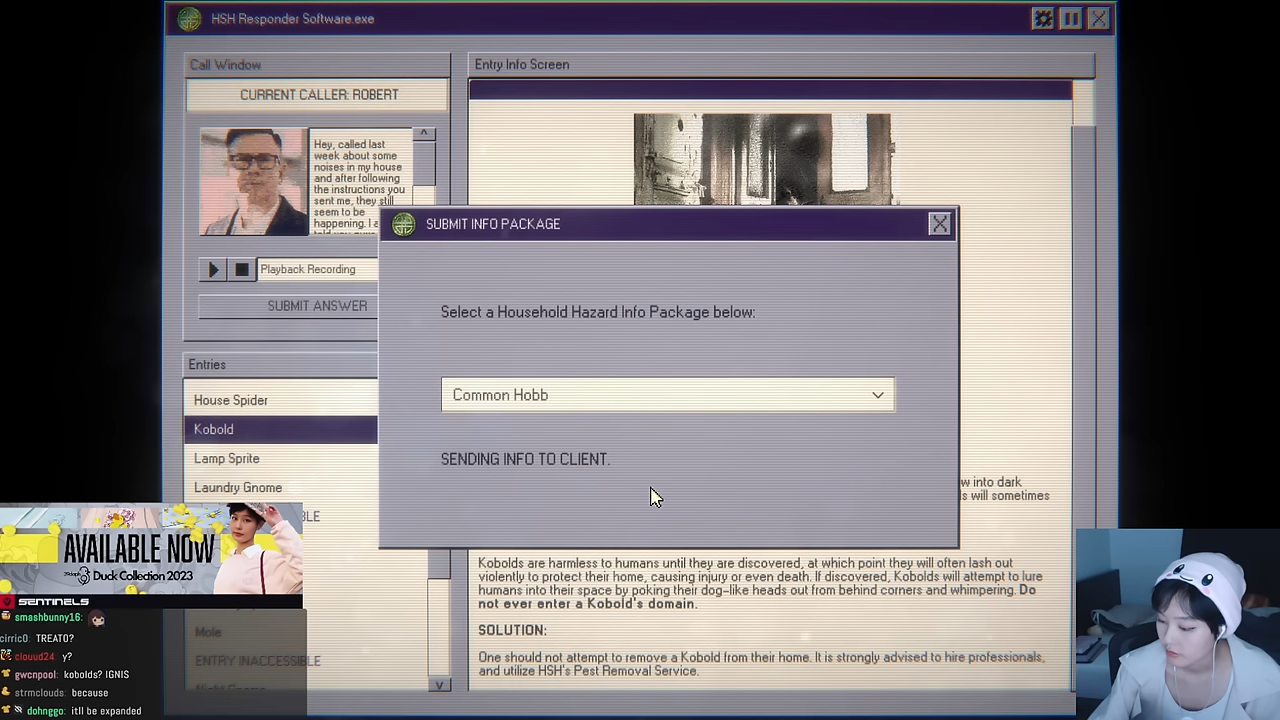 HSH Responder Software.exe
Call Window
CURRENT CALLER: ROBERT
Hey, called last
week about some
noises in my house
and after following
the instructions you
sent me, they still
seem to be
happening. I a
Playback Recording
SUBMIT ANSWER
Entries
House Spider
Kobold
Lamp Sprite
Laundry Gnome
BLE
Mole
ENTRY INACCESSIBLE
Night Gnome
Entry Info Screen
SUBMIT INFO PACKAGE
Select a Household Hazard Info Package below:
Common Hobb
SENDING INFO TO CLIENT.
w into dark
s will sometimes
Kobolds are harmless to humans until they are discovered, at which point they will often lash out
violently to protect their home, causing injury or even death. If discovered, Kobolds will attempt to lure
humans into their space by poking their dog-like heads out from behind corners and whimpering. Do
not ever enter a Kobold's domain.
SOLUTION:
One should not attempt to remove a Kobold from their home. It is strongly advised to hire professionals,
and utilize HSH's Pest Removal Service.
AVAILABLE NOW
Duck Collection 2023
SENTINELS
smashbunny16:
cirric0: TREATO?
clouud24: y?
gwcnpool: kobolds? IGNIS
strmclouds: because
dohnggo: itll be expanded